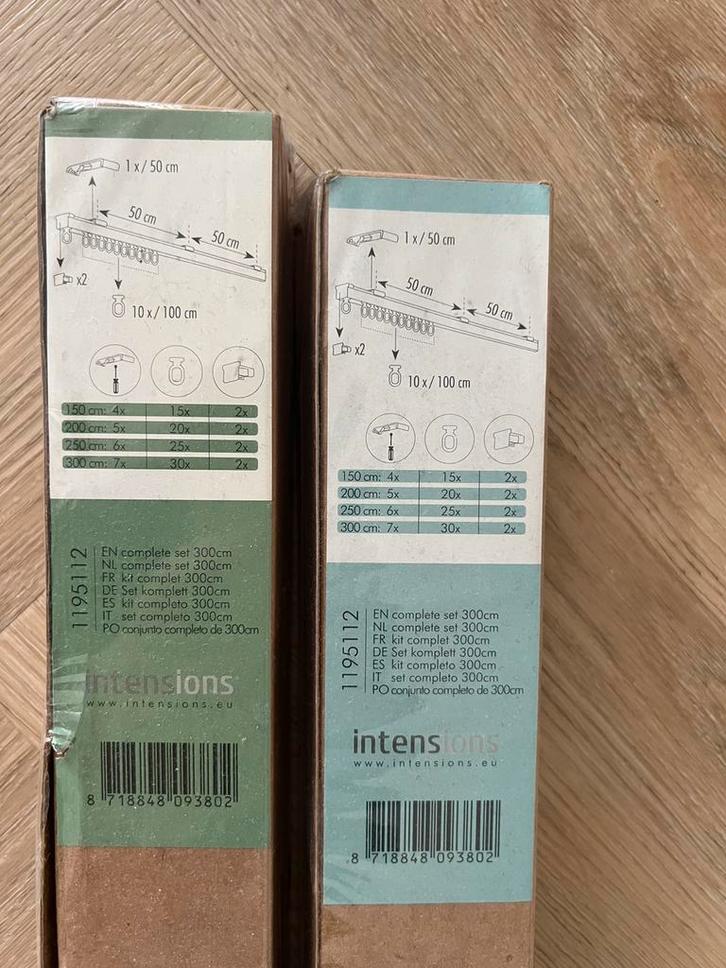 1 x / 50 cm
50 cm
50 cm
x2
10 x / 100 cm
150 cm: 4x 15x 2x
200 cm: 5x 20x 2x
250 cm: 6x 25x 2x
300 cm: 7x 30x 2x
1195112
EN complete set 300cm
NL complete set 300cm
FR kit complet 300cm
DE Set komplett 300cm
ES kit completo 300cm
IT set completo 300cm
PO conjunto completo de 300cm
intensions
www.intensions.eu
8 718848 093802
1 x / 50 cm
50 cm
50 cm
x2
10 x / 100 cm
150 cm: 4x 15x 2x
200 cm: 5x 20x 2x
250 cm: 6x 25x 2x
300 cm: 7x 30x 2x
1195112
EN complete set 300cm
NL complete set 300cm
FR kit complet 300cm
DE Set komplett 300cm
ES kit completo 300cm
IT set completo 300cm
PO conjunto completo de 300cm
intensions
www.intensions.eu
8 718848 093802